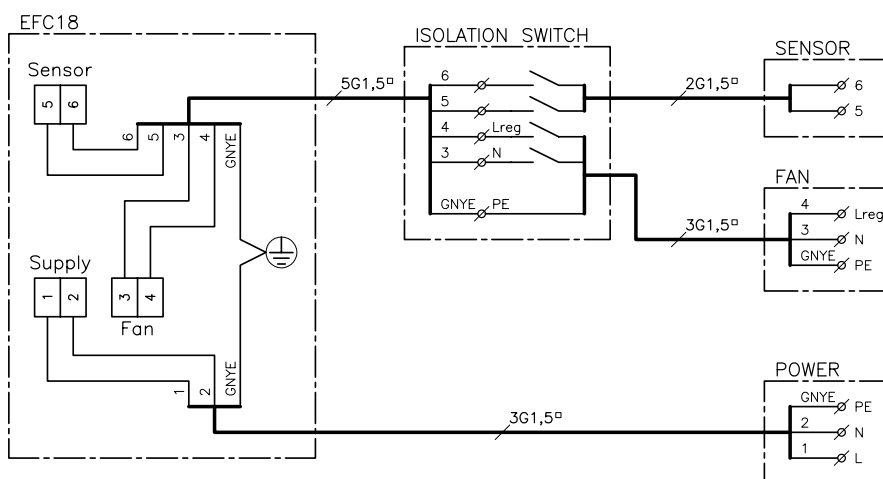 EFC18
Sensor
5 6
6 5 3 4 GNYE
3 4
Fan
Supply
1 2
1 2 GNYE
5G1,5▫
ISOLATION SWITCH
6
5
4 Lreg
3 N
GNYE PE
2G1,5▫
SENSOR
6
5
3G1,5▫
FAN
4 Lreg
3 N
GNYE PE
3G1,5▫
POWER
GNYE PE
2 N
1 L